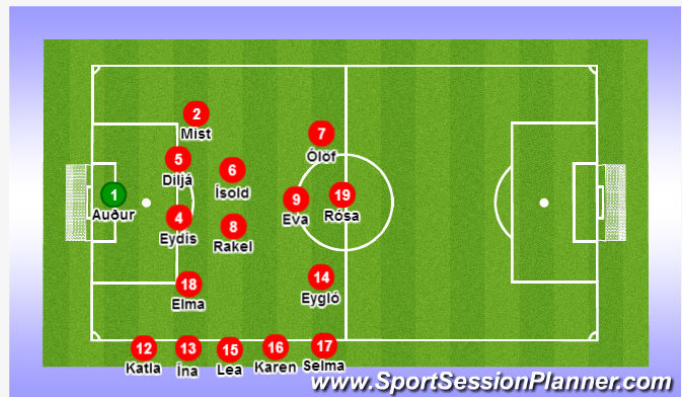 2
Mist
7
Ólöf
5
Díljá
6
Ísold
1
Auður
9
Eva
19
Rósa
4
Eydís
8
Rakel
18
Elma
14
Eygló
12
Katla
13
Ína
15
Lea
16
Karen
17
Selma
www.SportSessionPlanner.com